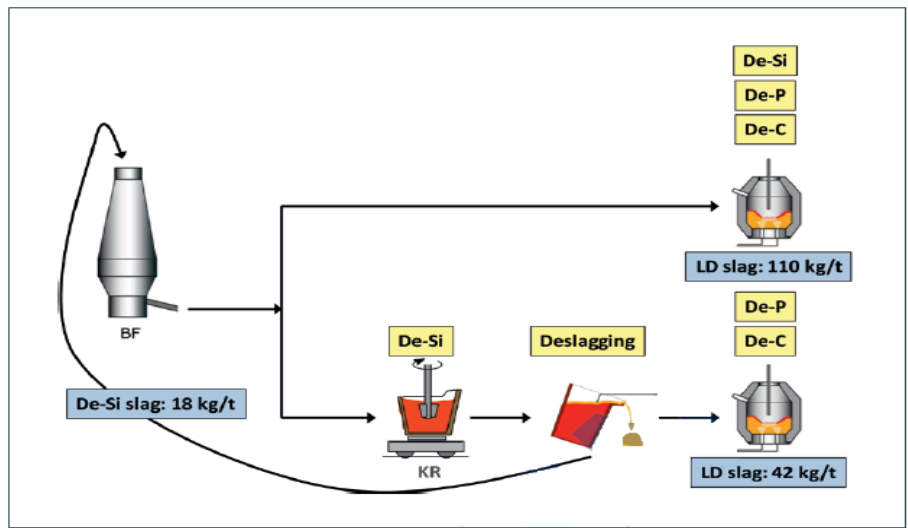 De-Si
De-P
De-C
LD slag: 110 kg/t
BF
De-P
De-C
De-Si
Deslagging
De-Si slag: 18 kg/t
KR
LD slag: 42 kg/t